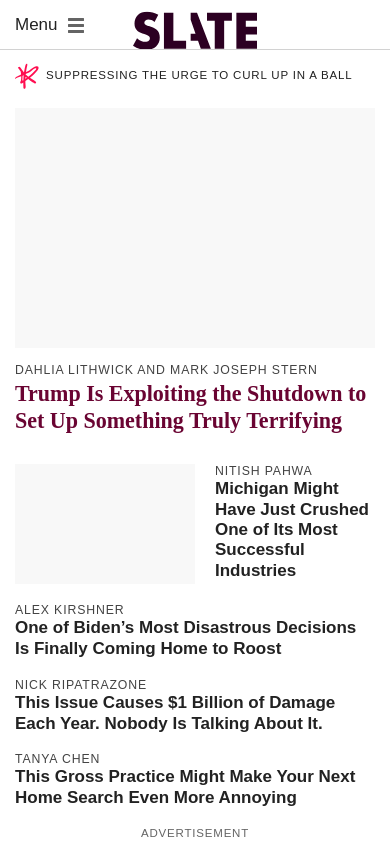 Menu
SLATE
SUPPRESSING THE URGE TO CURL UP IN A BALL
DAHLIA LITHWICK AND MARK JOSEPH STERN
Trump Is Exploiting the Shutdown to
Set Up Something Truly Terrifying
NITISH PAHWA
Michigan Might
Have Just Crushed
One of Its Most
Successful
Industries
ALEX KIRSHNER
One of Biden’s Most Disastrous Decisions
Is Finally Coming Home to Roost
NICK RIPATRAZONE
This Issue Causes $1 Billion of Damage
Each Year. Nobody Is Talking About It.
TANYA CHEN
This Gross Practice Might Make Your Next
Home Search Even More Annoying
ADVERTISEMENT